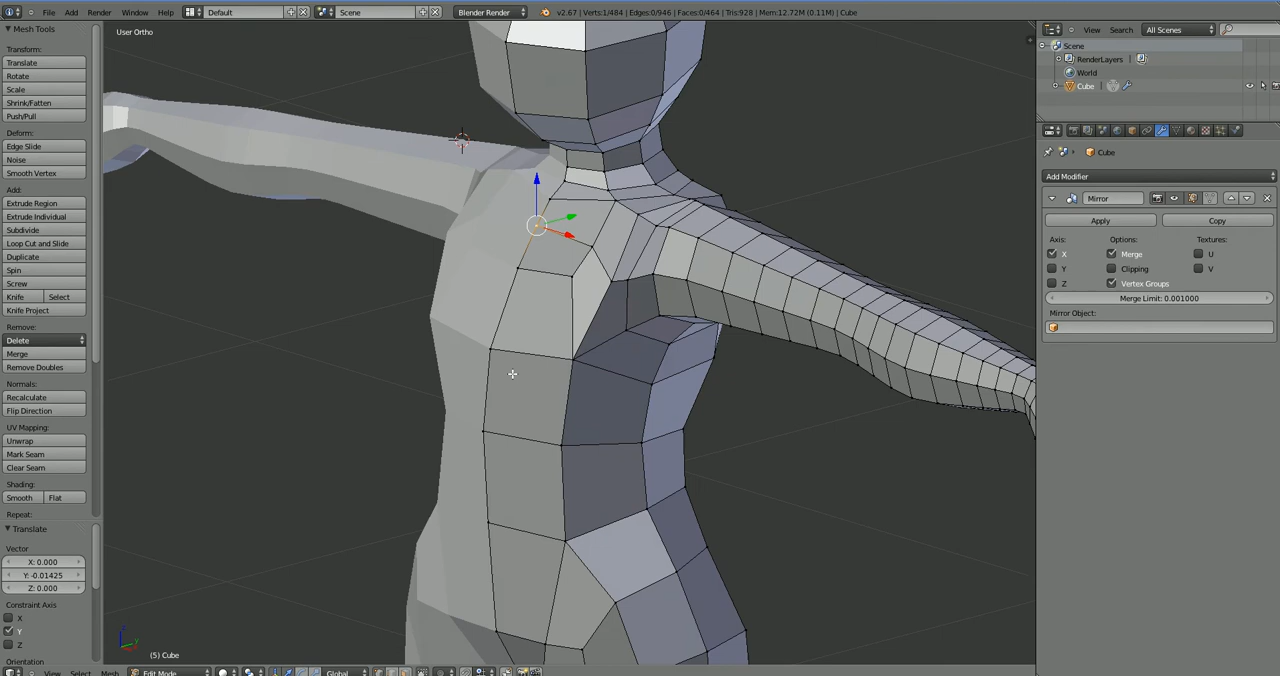 File Add Render Window Help Default Scene Blender Render v2.67 | Verts:1/484 | Edges:0/946 | Faces:0/464 | Tris:928 | Mem:12.72M (0.11M) | Cube
Mesh Tools
Transform:
Translate
Rotate
Scale
Shrink/Fatten
Push/Pull
Deform:
Edge Slide
Noise
Smooth Vertex
Add:
Extrude Region
Extrude Individual
Subdivide
Loop Cut and Slide
Duplicate
Spin
Screw
Knife Select
Knife Project
Remove:
Delete
Merge
Remove Doubles
Normals:
Recalculate
Flip Direction
UV Mapping:
Unwrap
Mark Seam
Clear Seam
Shading:
Smooth Flat
Repeat:
Translate
Vector
X: 0.000
Y: -0.01425
Z: 0.000
Constraint Axis
X
Y
Z
Orientation
User Ortho
(5) Cube
View Select Mesh Edit Mode Global
View Search All Scenes
Scene
RenderLayers
World
Cube
Cube
Add Modifier
Mirror
Apply Copy
Axis: Options: Textures:
X Merge U
Y Clipping V
Z Vertex Groups
Merge Limit: 0.001000
Mirror Object: